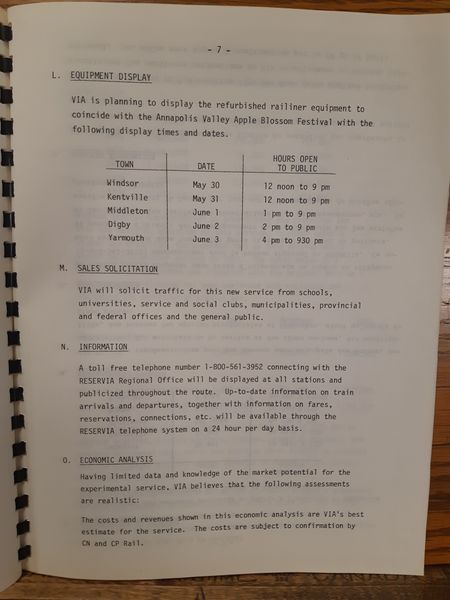 - 7 -
L. EQUIPMENT DISPLAY
VIA is planning to display the refurbished railiner equipment to
coincide with the Annapolis Valley Apple Blossom Festival with the
following display times and dates.
TOWN DATE HOURS OPEN TO PUBLIC
Windsor May 30 12 noon to 9 pm
Kentville May 31 12 noon to 9 pm
Middleton June 1 1 pm to 9 pm
Digby June 2 2 pm to 9 pm
Yarmouth June 3 4 pm to 930 pm
M. SALES SOLICITATION
VIA will solicit traffic for this new service from schools,
universities, service and social clubs, municipalities, provincial
and federal offices and the general public.
N. INFORMATION
A toll free telephone number 1-800-561-3952 connecting with the
RESERVIA Regional Office will be displayed at all stations and
publicized throughout the route. Up-to-date information on train
arrivals and departures, together with information on fares,
reservations, connections, etc. will be available through the
RESERVIA telephone system on a 24 hour per day basis.
O. ECONOMIC ANALYSIS
Having limited data and knowledge of the market potential for the
experimental service, VIA believes that the following assessments
are realistic:
The costs and revenues shown in this economic analysis are VIA's best
estimate for the service. The costs are subject to confirmation by
CN and CP Rail.